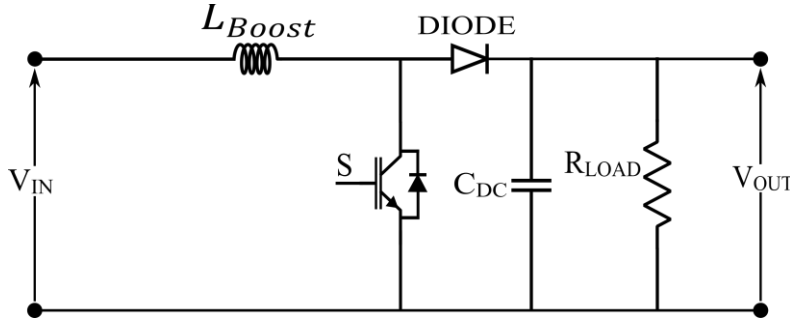 L_Boost
DIODE
S
V_IN
C_DC
R_LOAD
V_OUT